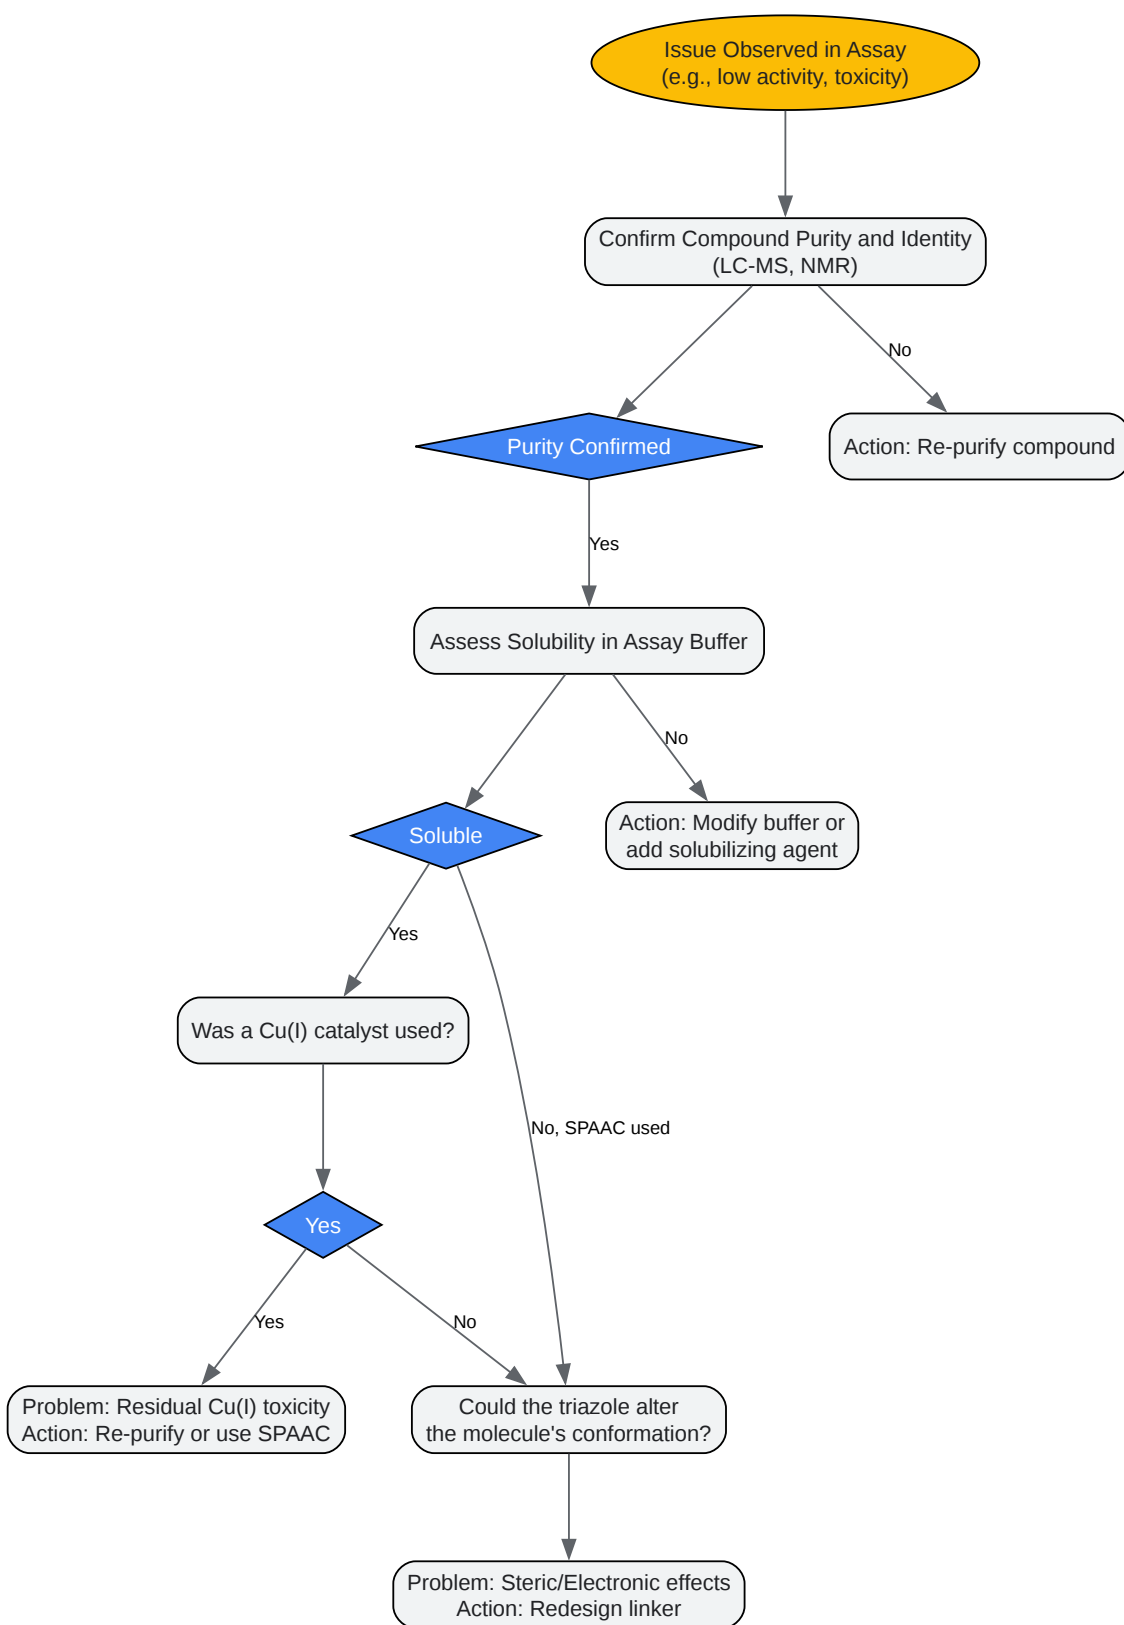 Issue Observed in Assay
(e.g., low activity, toxicity)
Confirm Compound Purity and Identity
(LC-MS, NMR)
No
Purity Confirmed
Action: Re-purify compound
Yes
Assess Solubility in Assay Buffer
No
Soluble
Action: Modify buffer or
add solubilizing agent
Yes
Was a Cu(I) catalyst used?
No, SPAAC used
Yes
Yes
No
Problem: Residual Cu(I) toxicity
Action: Re-purify or use SPAAC
Could the triazole alter
the molecule's conformation?
Problem: Steric/Electronic effects
Action: Redesign linker